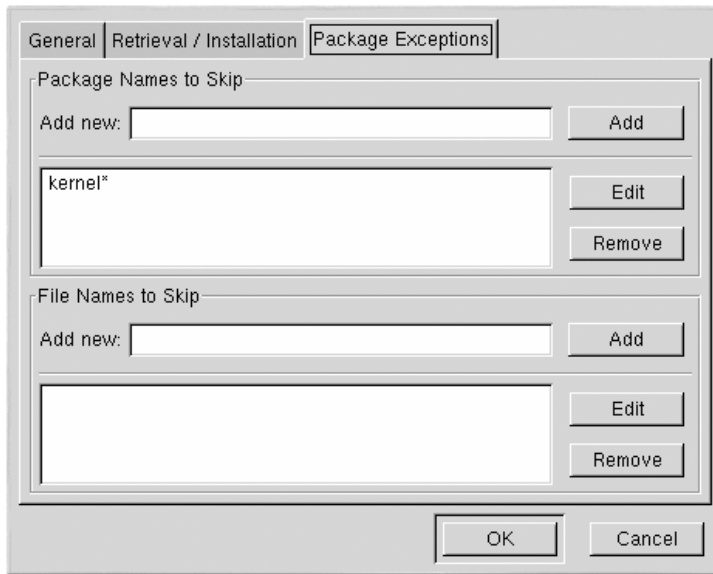 General Retrieval / Installation Package Exceptions
Package Names to Skip
Add new: Add
kernel*
Edit
Remove
File Names to Skip
Add new: Add
Edit
Remove
OK Cancel